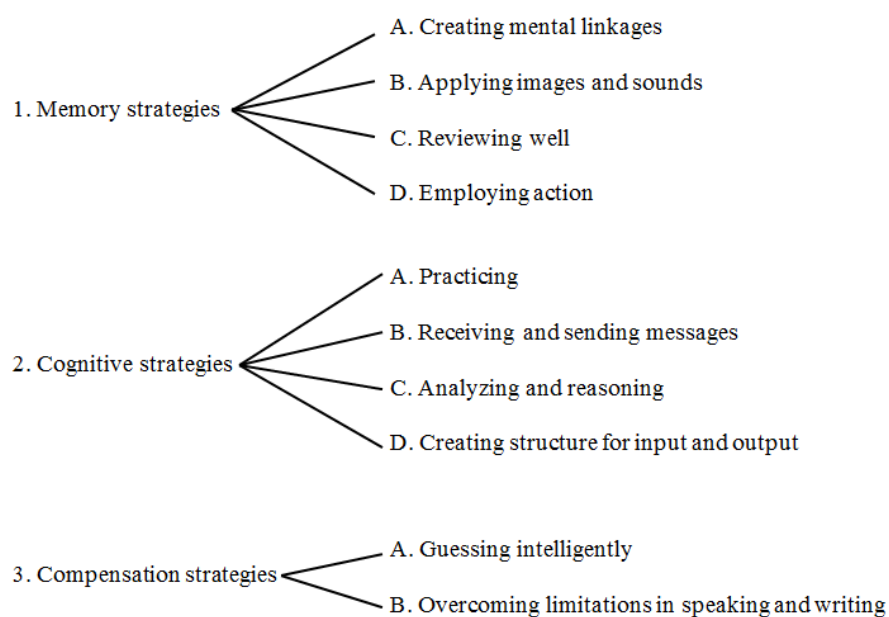 A. Creating mental linkages
B. Applying images and sounds
1. Memory strategies
C. Reviewing well
D. Employing action
A. Practicing
B. Receiving and sending messages
2. Cognitive strategies
C. Analyzing and reasoning
D. Creating structure for input and output
A. Guessing intelligently
3. Compensation strategies
B. Overcoming limitations in speaking and writing